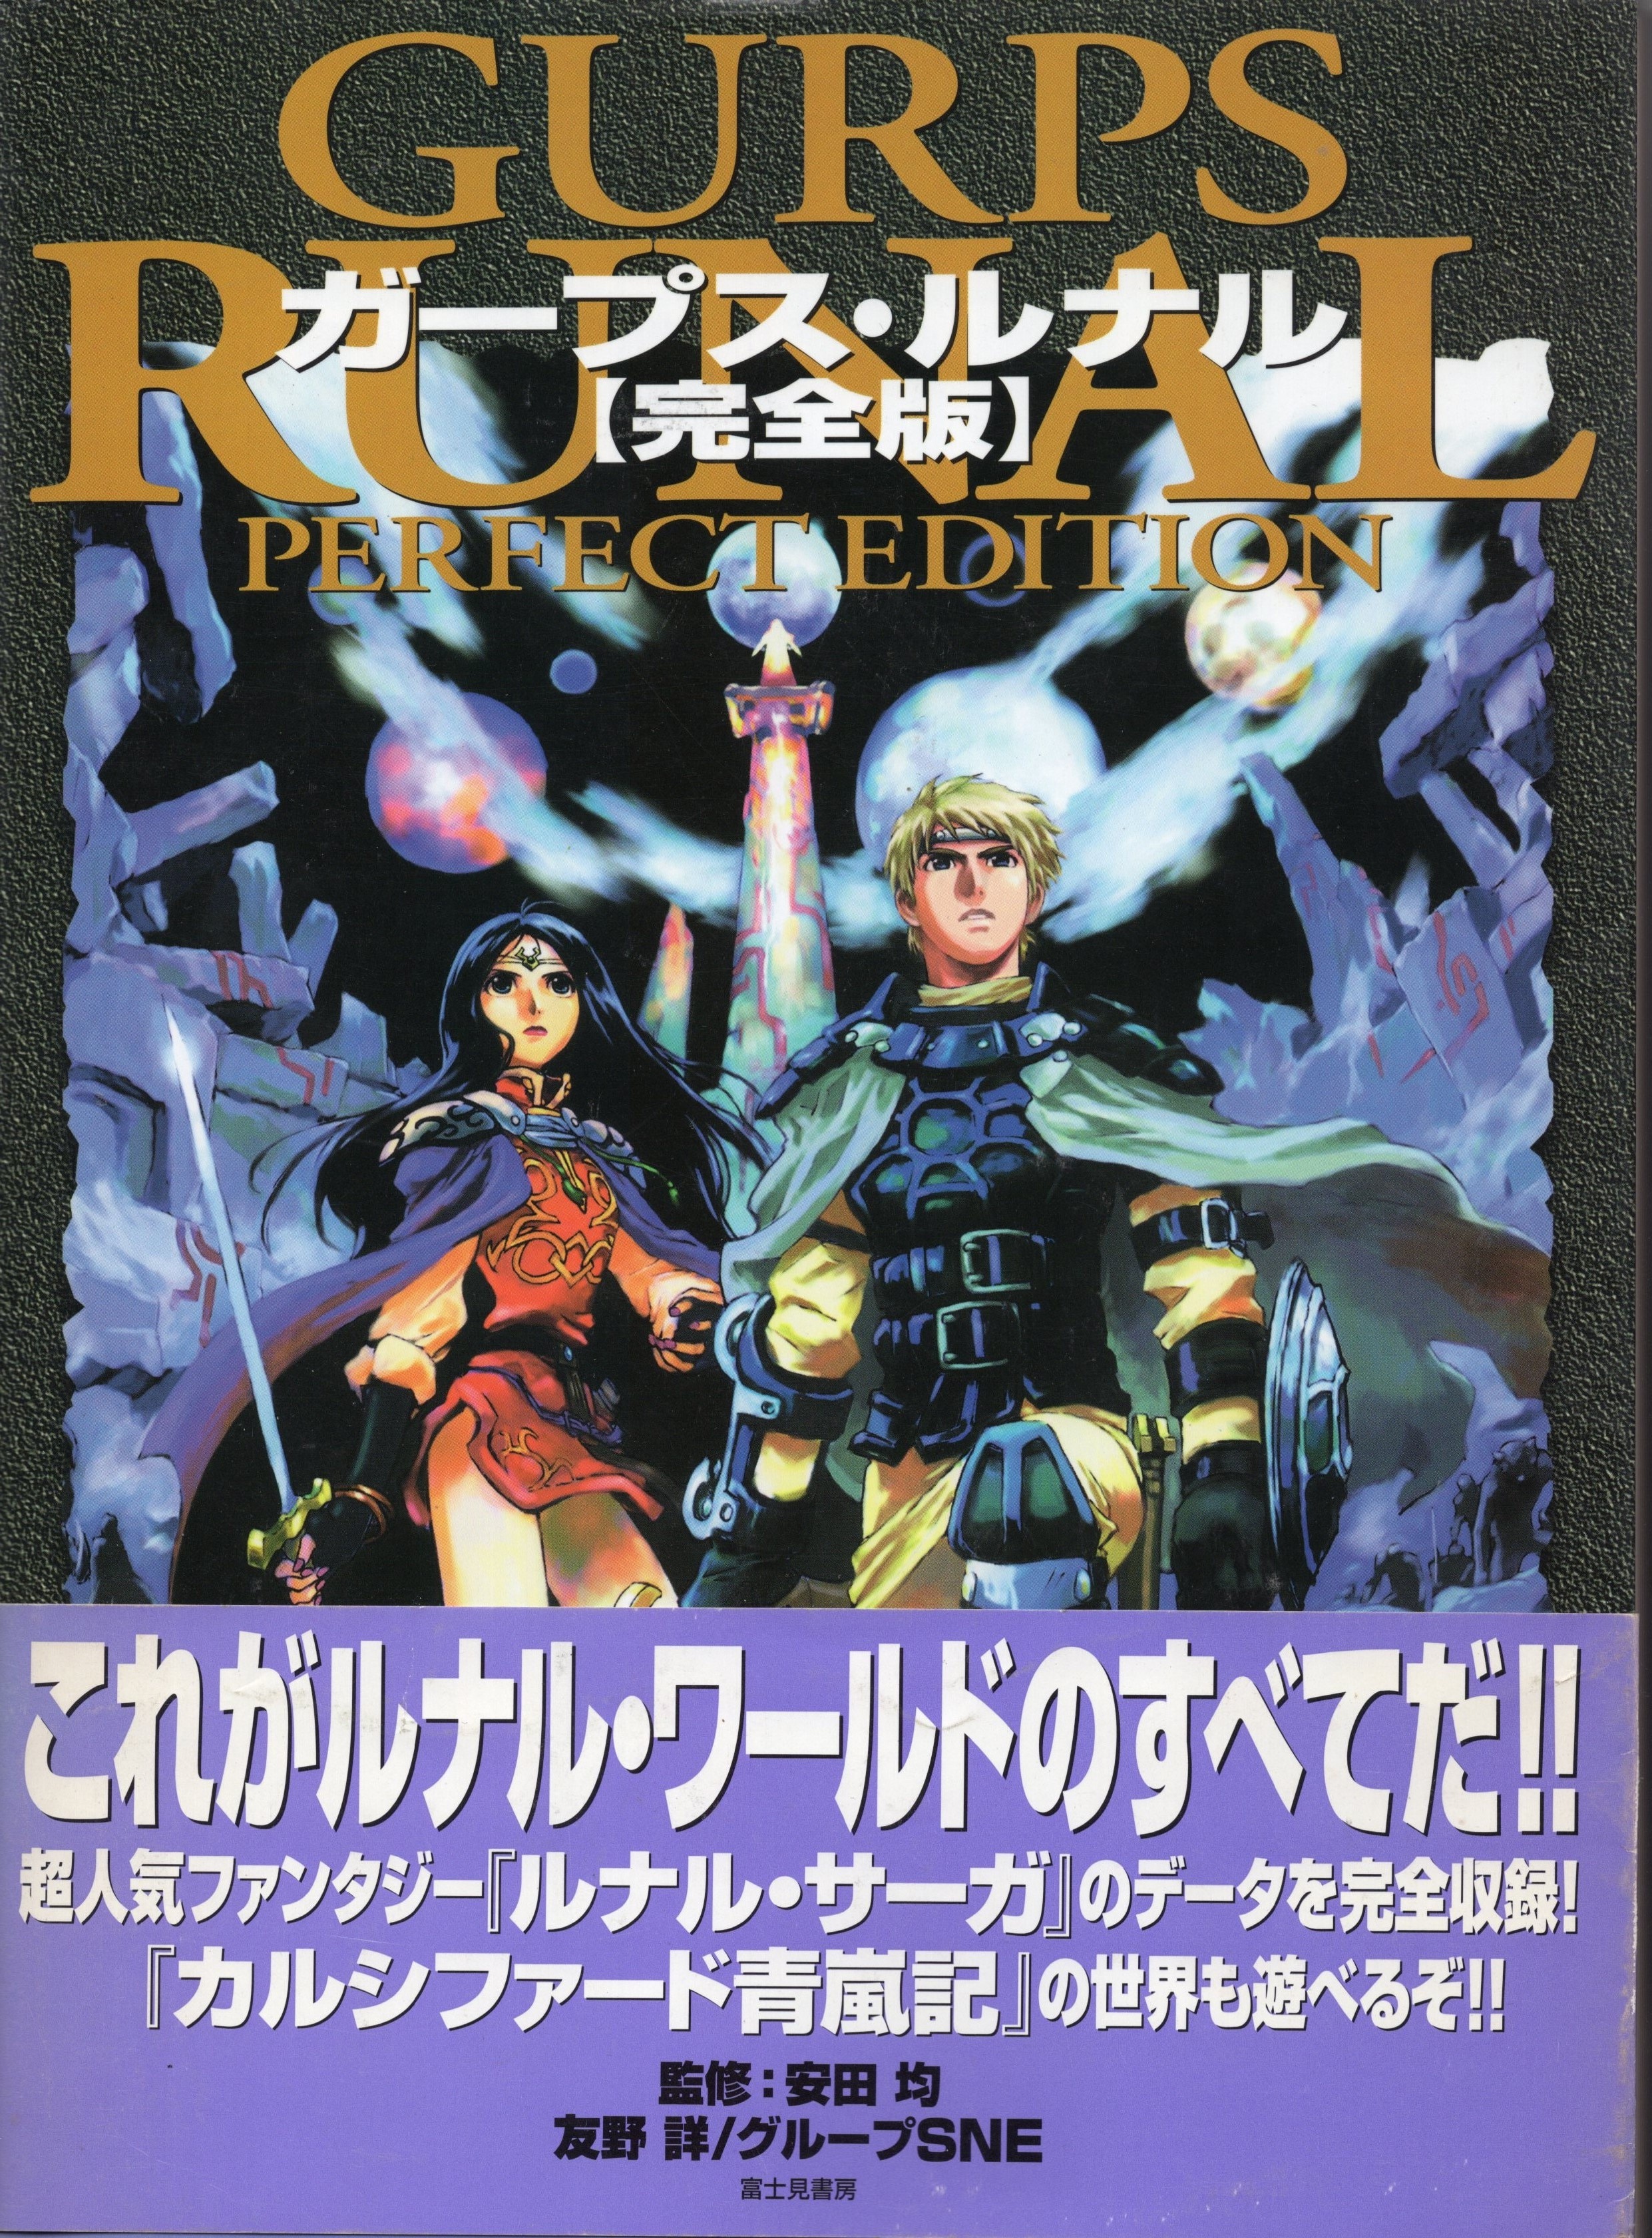 GURPS
RUNAL
ガープス・ルナル
【完全版】
PERFECT EDITION
これがルナル・ワールドのすべてだ!!
超人気ファンタジー『ルナル・サーガ』のデータを完全収録!
『カルシファード青嵐記』の世界も遊べるぞ!!
監修:安田 均
友野 詳/グループSNE
富士見書房